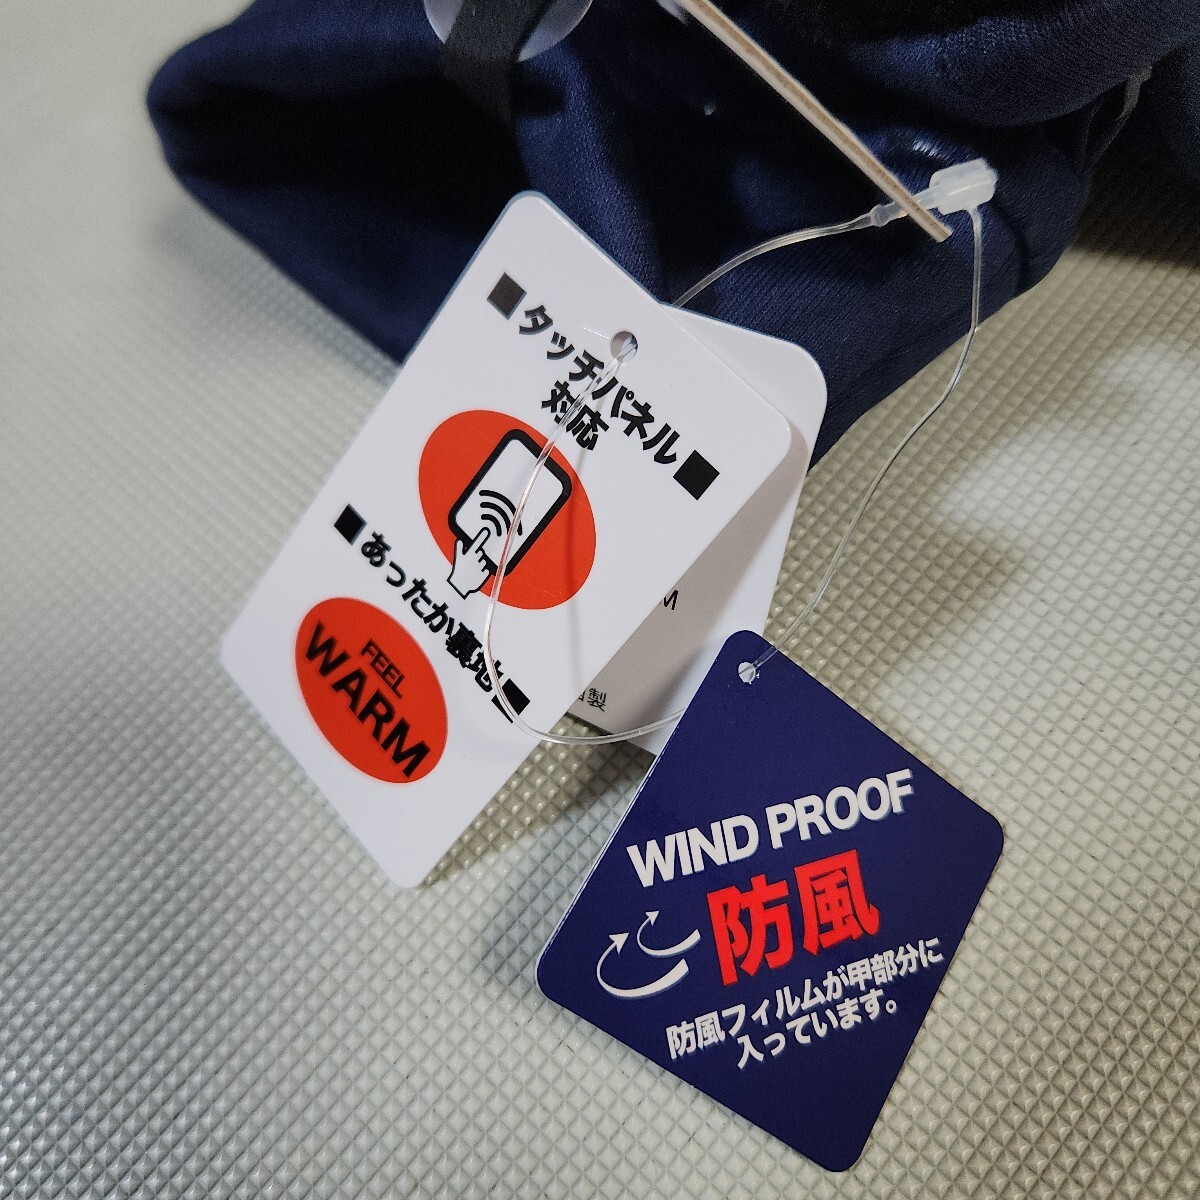 ■タッチパネル■
対応
■あったか裏地■
FEEL
WARM
M
製
WIND PROOF
防風
防風フィルムが甲部分に
入っています。